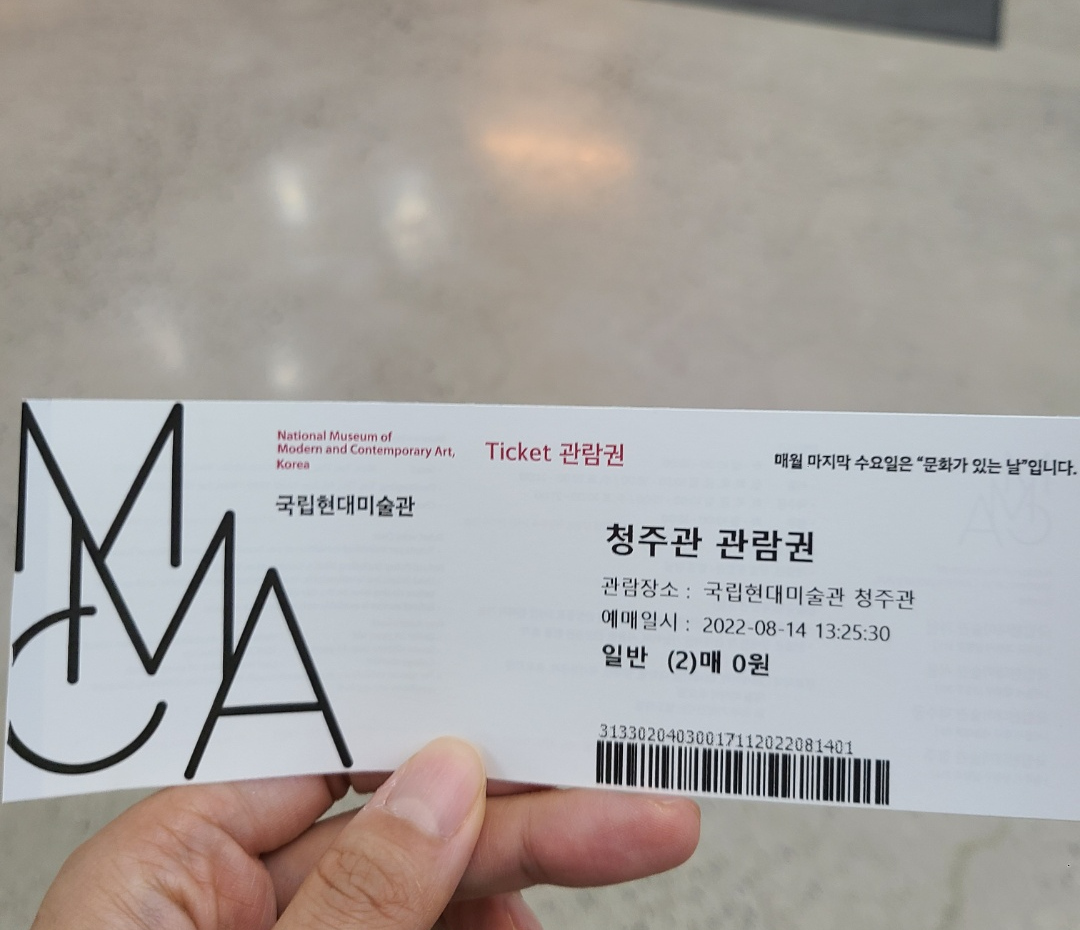 MMCA
National Museum of
Modern and Contemporary Art,
Korea
국립현대미술관
Ticket 관람권
매월 마지막 수요일은 “문화가 있는 날”입니다.
청주관 관람권
관람장소 : 국립현대미술관 청주관
예매일시 : 2022-08-14 13:25:30
일반 (2)매 0원
31330204030017112022081401